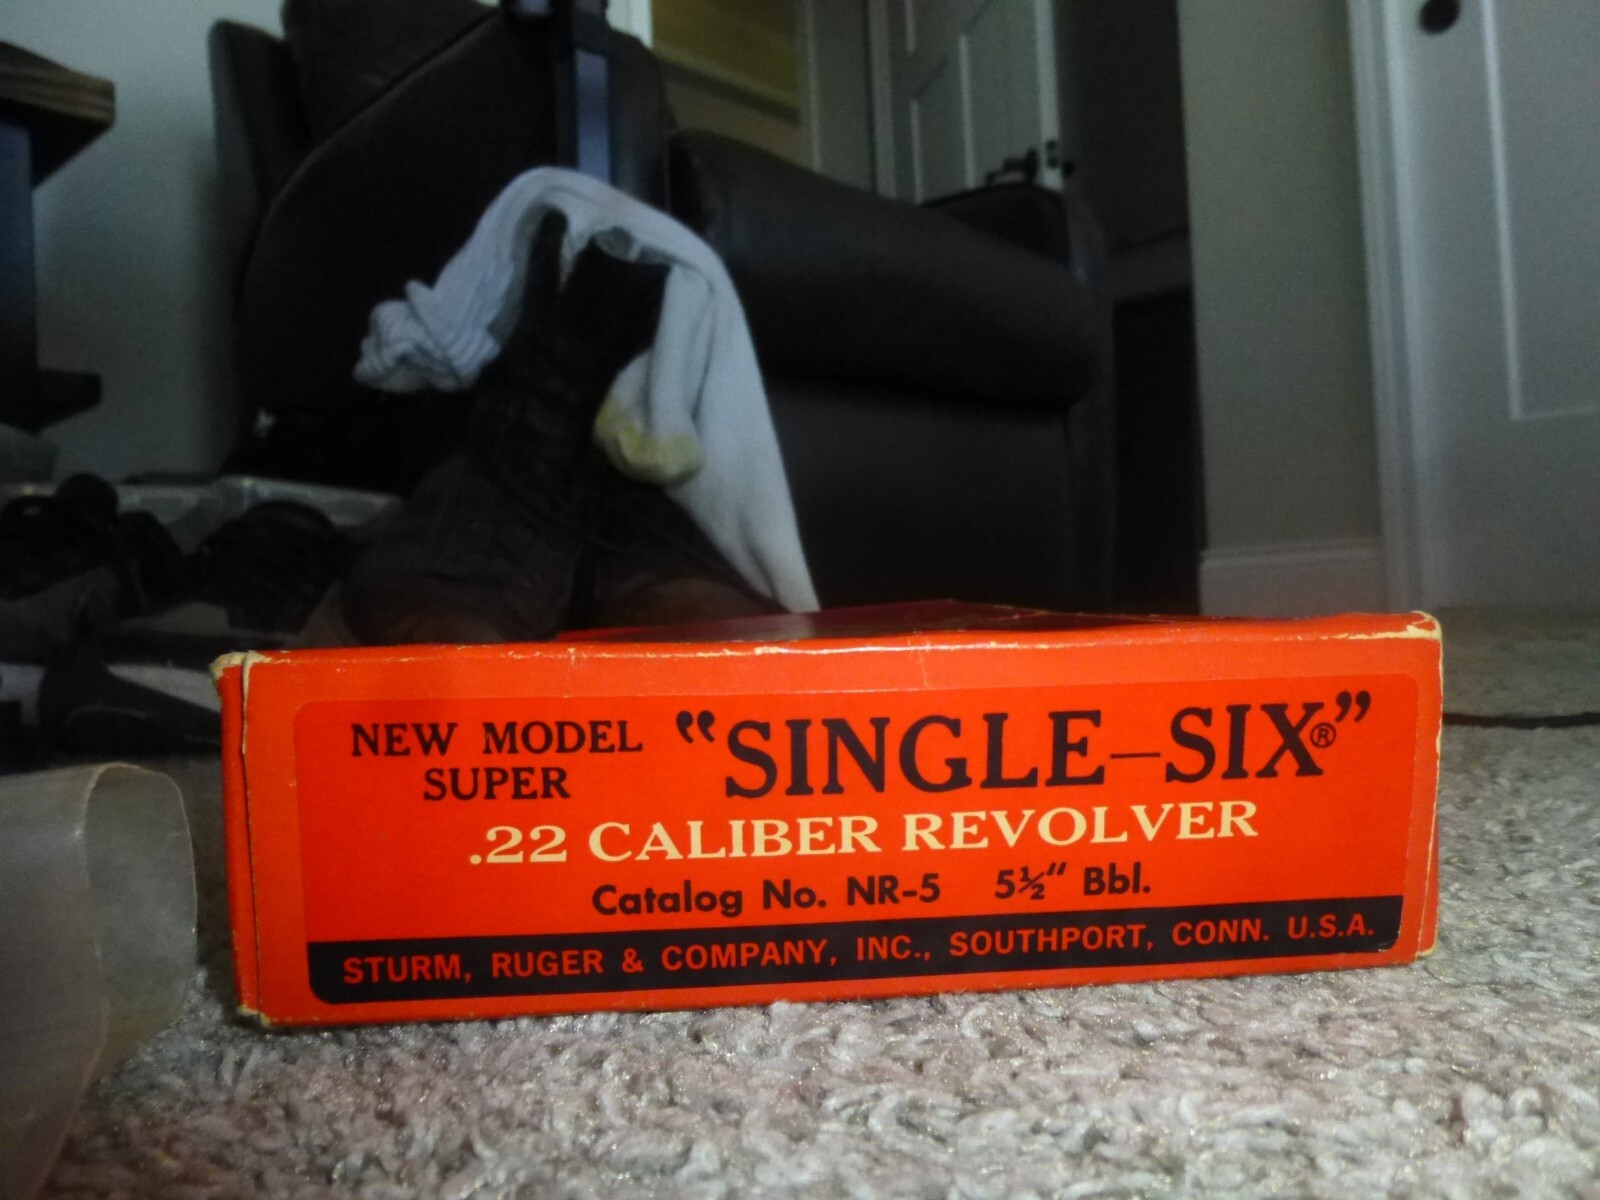 NEW MODEL SUPER "SINGLE–SIX®"
.22 CALIBER REVOLVER
Catalog No. NR-5 5½" Bbl.
STURM, RUGER & COMPANY, INC., SOUTHPORT, CONN. U.S.A.